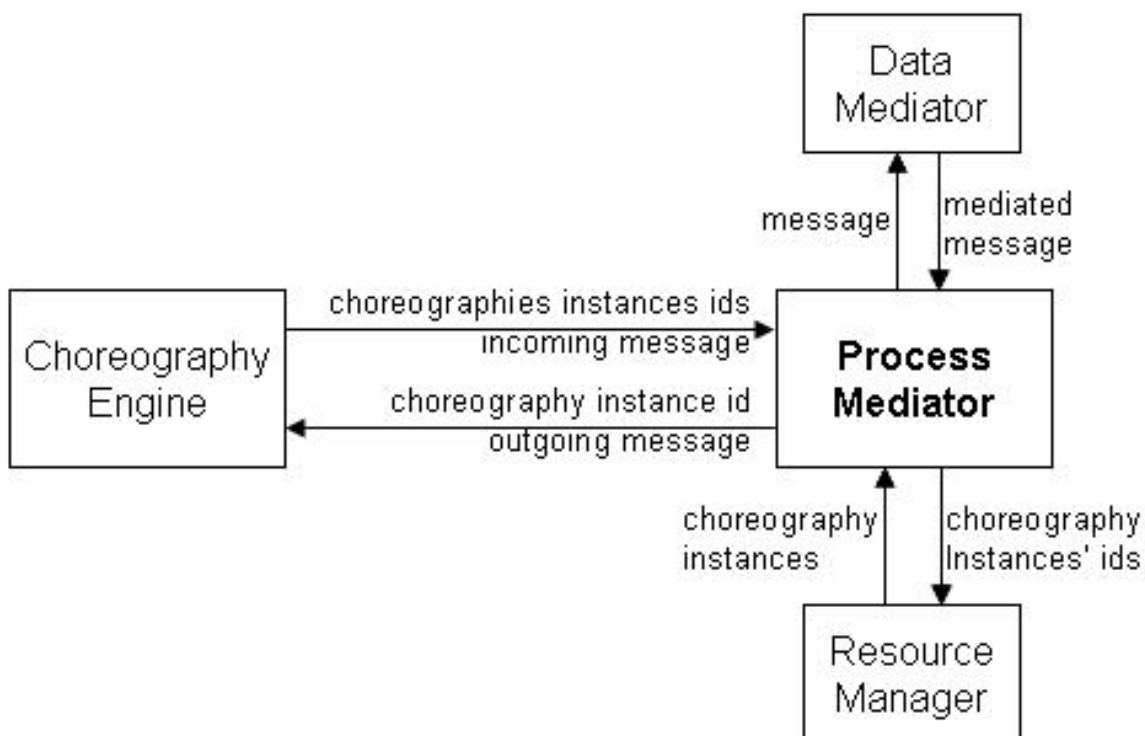 Data
Mediator
message
mediated
message
choreographies instances ids
incoming message
Choreography
Engine
Process
Mediator
choreography instance id
outgoing message
choreography
instances
choreography
Instances' ids
Resource
Manager